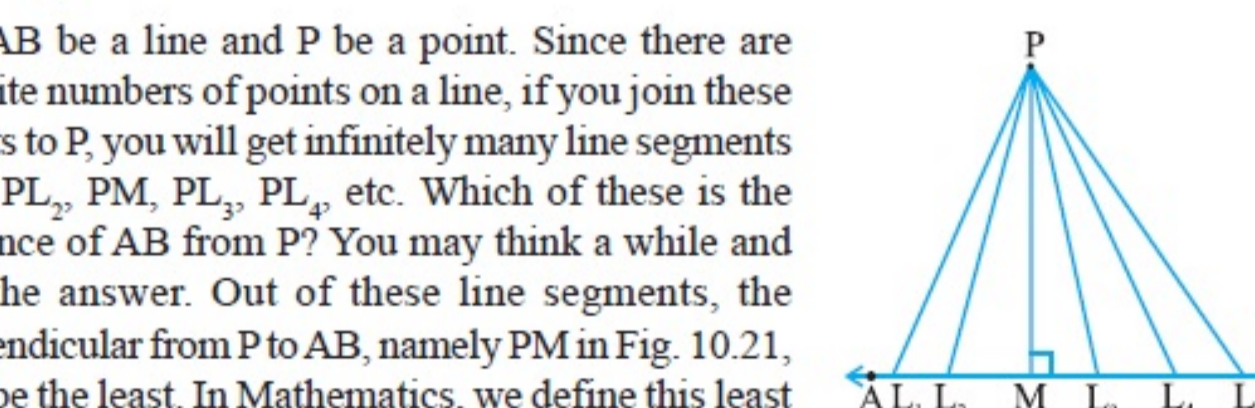 AB be a line and P be a point. Since there are
ite numbers of points on a line, if you join these
s to P, you will get infinitely many line segments
PL₂, PM, PL₃, PL₄, etc. Which of these is the
nce of AB from P? You may think a while and
he answer. Out of these line segments, the
endicular from P to AB, namely PM in Fig. 10.21,
be the least. In Mathematics, we define this least
P
A L₁ L₂ M L₃ L₄ L